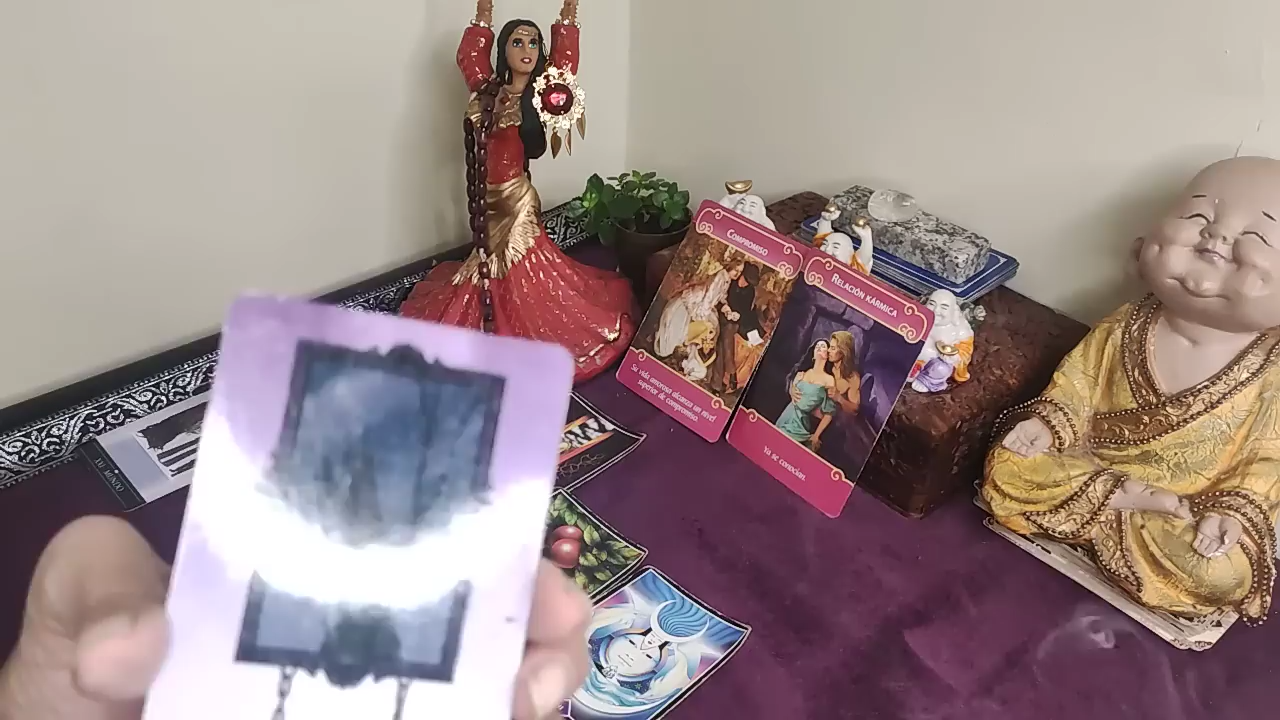 COMPROMISO
Su vida amorosa alcanza un nivel
superior de compromiso.
RELACIÓN KÁRMICA
Ya se conocían.